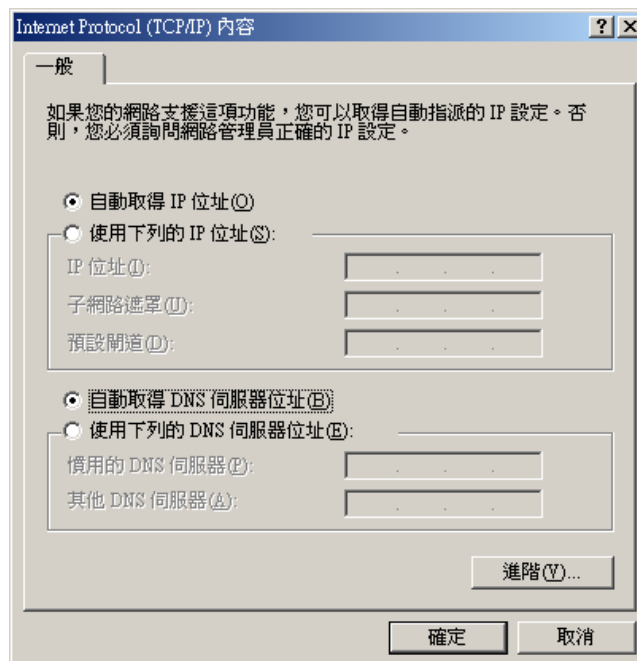 Internet Protocol (TCP/IP) 內容
一般
如果您的網路支援這項功能，您可以取得自動指派的 IP 設定。否
則，您必須詢問網路管理員正確的 IP 設定。
自動取得 IP 位址(O)
使用下列的 IP 位址(S):
IP 位址(I):
子網路遮罩(U):
預設閘道(D):
自動取得 DNS 伺服器位址(B)
使用下列的 DNS 伺服器位址(E):
慣用的 DNS 伺服器(P):
其他 DNS 伺服器(A):
進階(V)...
確定
取消